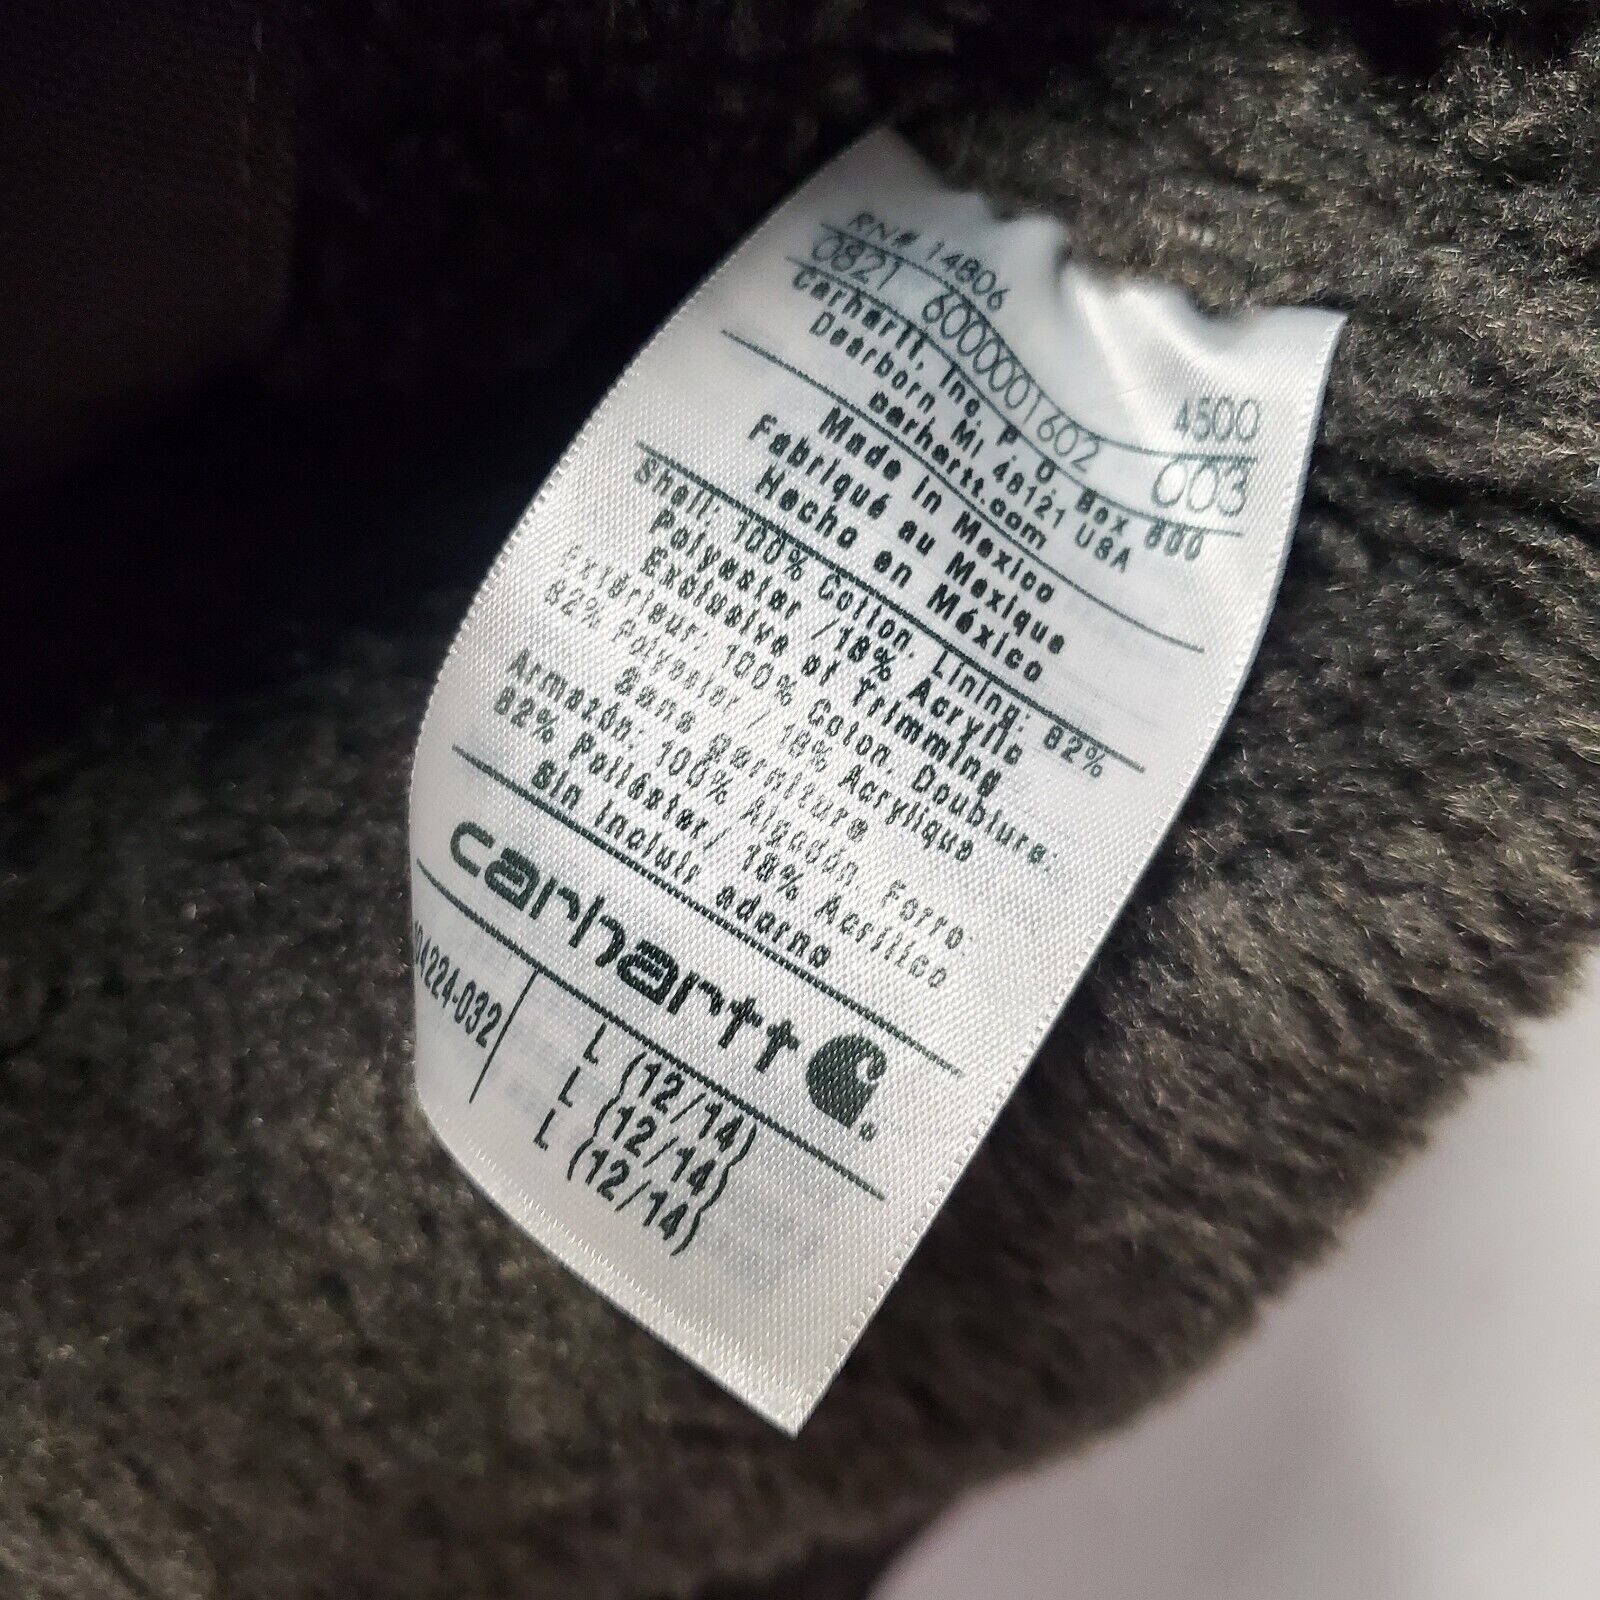 RN# 14806
4500
0821 6000001602 003
Carhartt, Inc. P.O. Box 600
Dearborn, MI 48121 USA
carhartt.com
Made in Mexico
Fabriqué au Mexique
Hecho en México
Shell: 100% Cotton. Lining: 82%
Polyester /18% Acrylic
Exclusive of Trimming
Extérieur: 100% Coton. Doublure:
82% Polyester / 18% Acrylique
Sans Garniture
Armazón: 100% Algodón. Forro:
82% Poliéster/ 18% Acrílico
Sin incluir adorno
carhartt
04224-032
L (12/14)
L (12/14)
L (12/14)